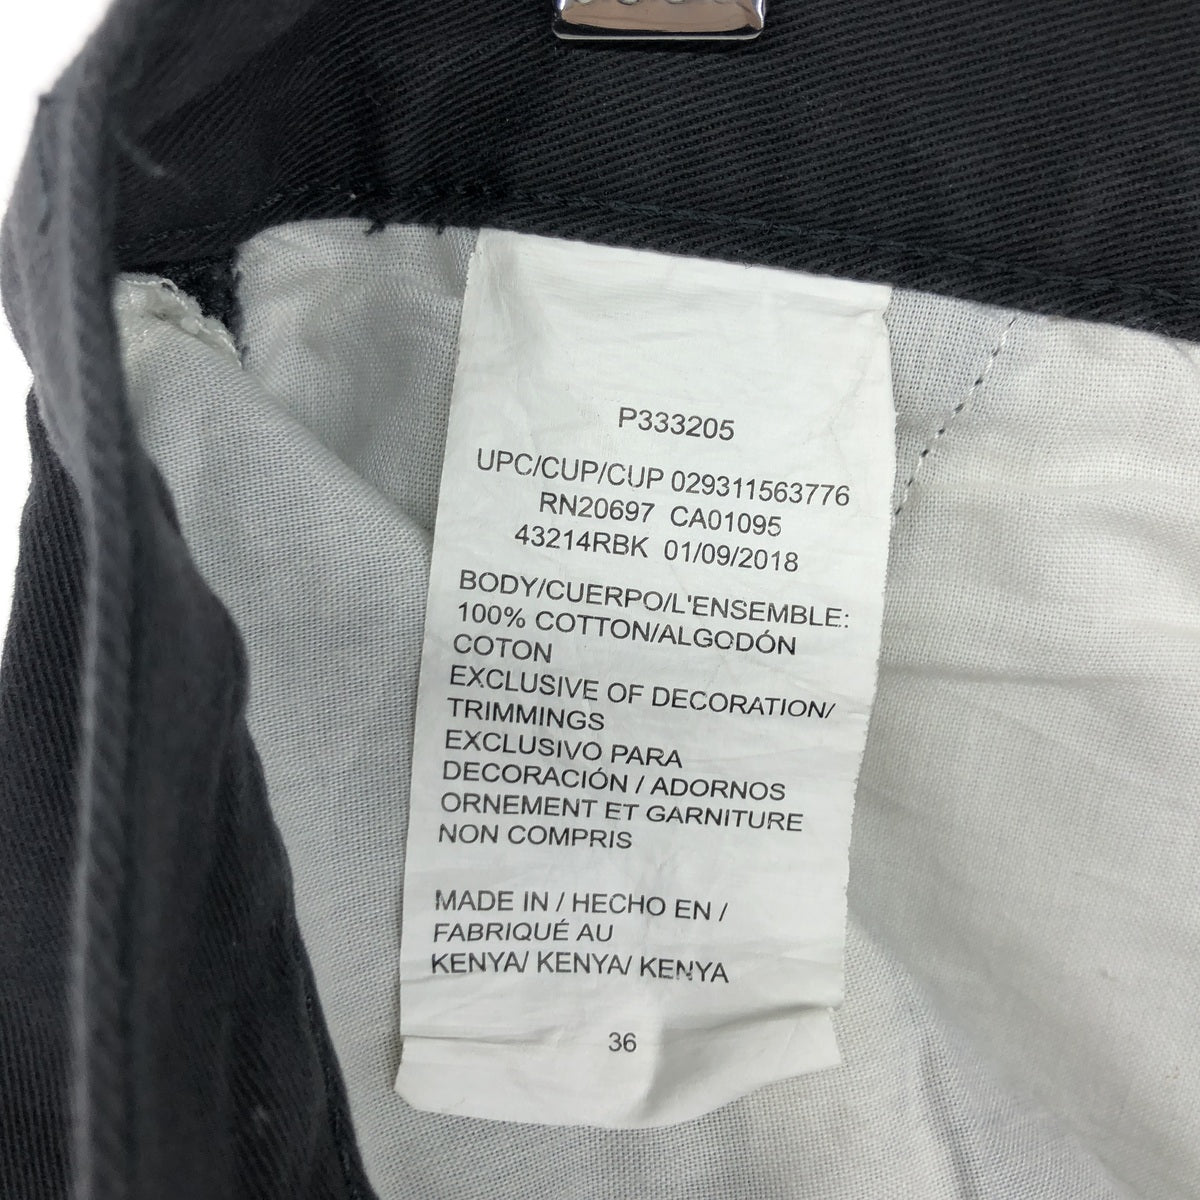 P333205
UPC/CUP/CUP 029311563776
RN20697 CA01095
43214RBK 01/09/2018
BODY/CUERPO/L'ENSEMBLE:
100% COTTON/ALGODÓN
COTON
EXCLUSIVE OF DECORATION/
TRIMMINGS
EXCLUSIVO PARA
DECORACIÓN / ADORNOS
ORNEMENT ET GARNITURE
NON COMPRIS
MADE IN / HECHO EN /
FABRIQUÉ AU
KENYA/ KENYA/ KENYA
36